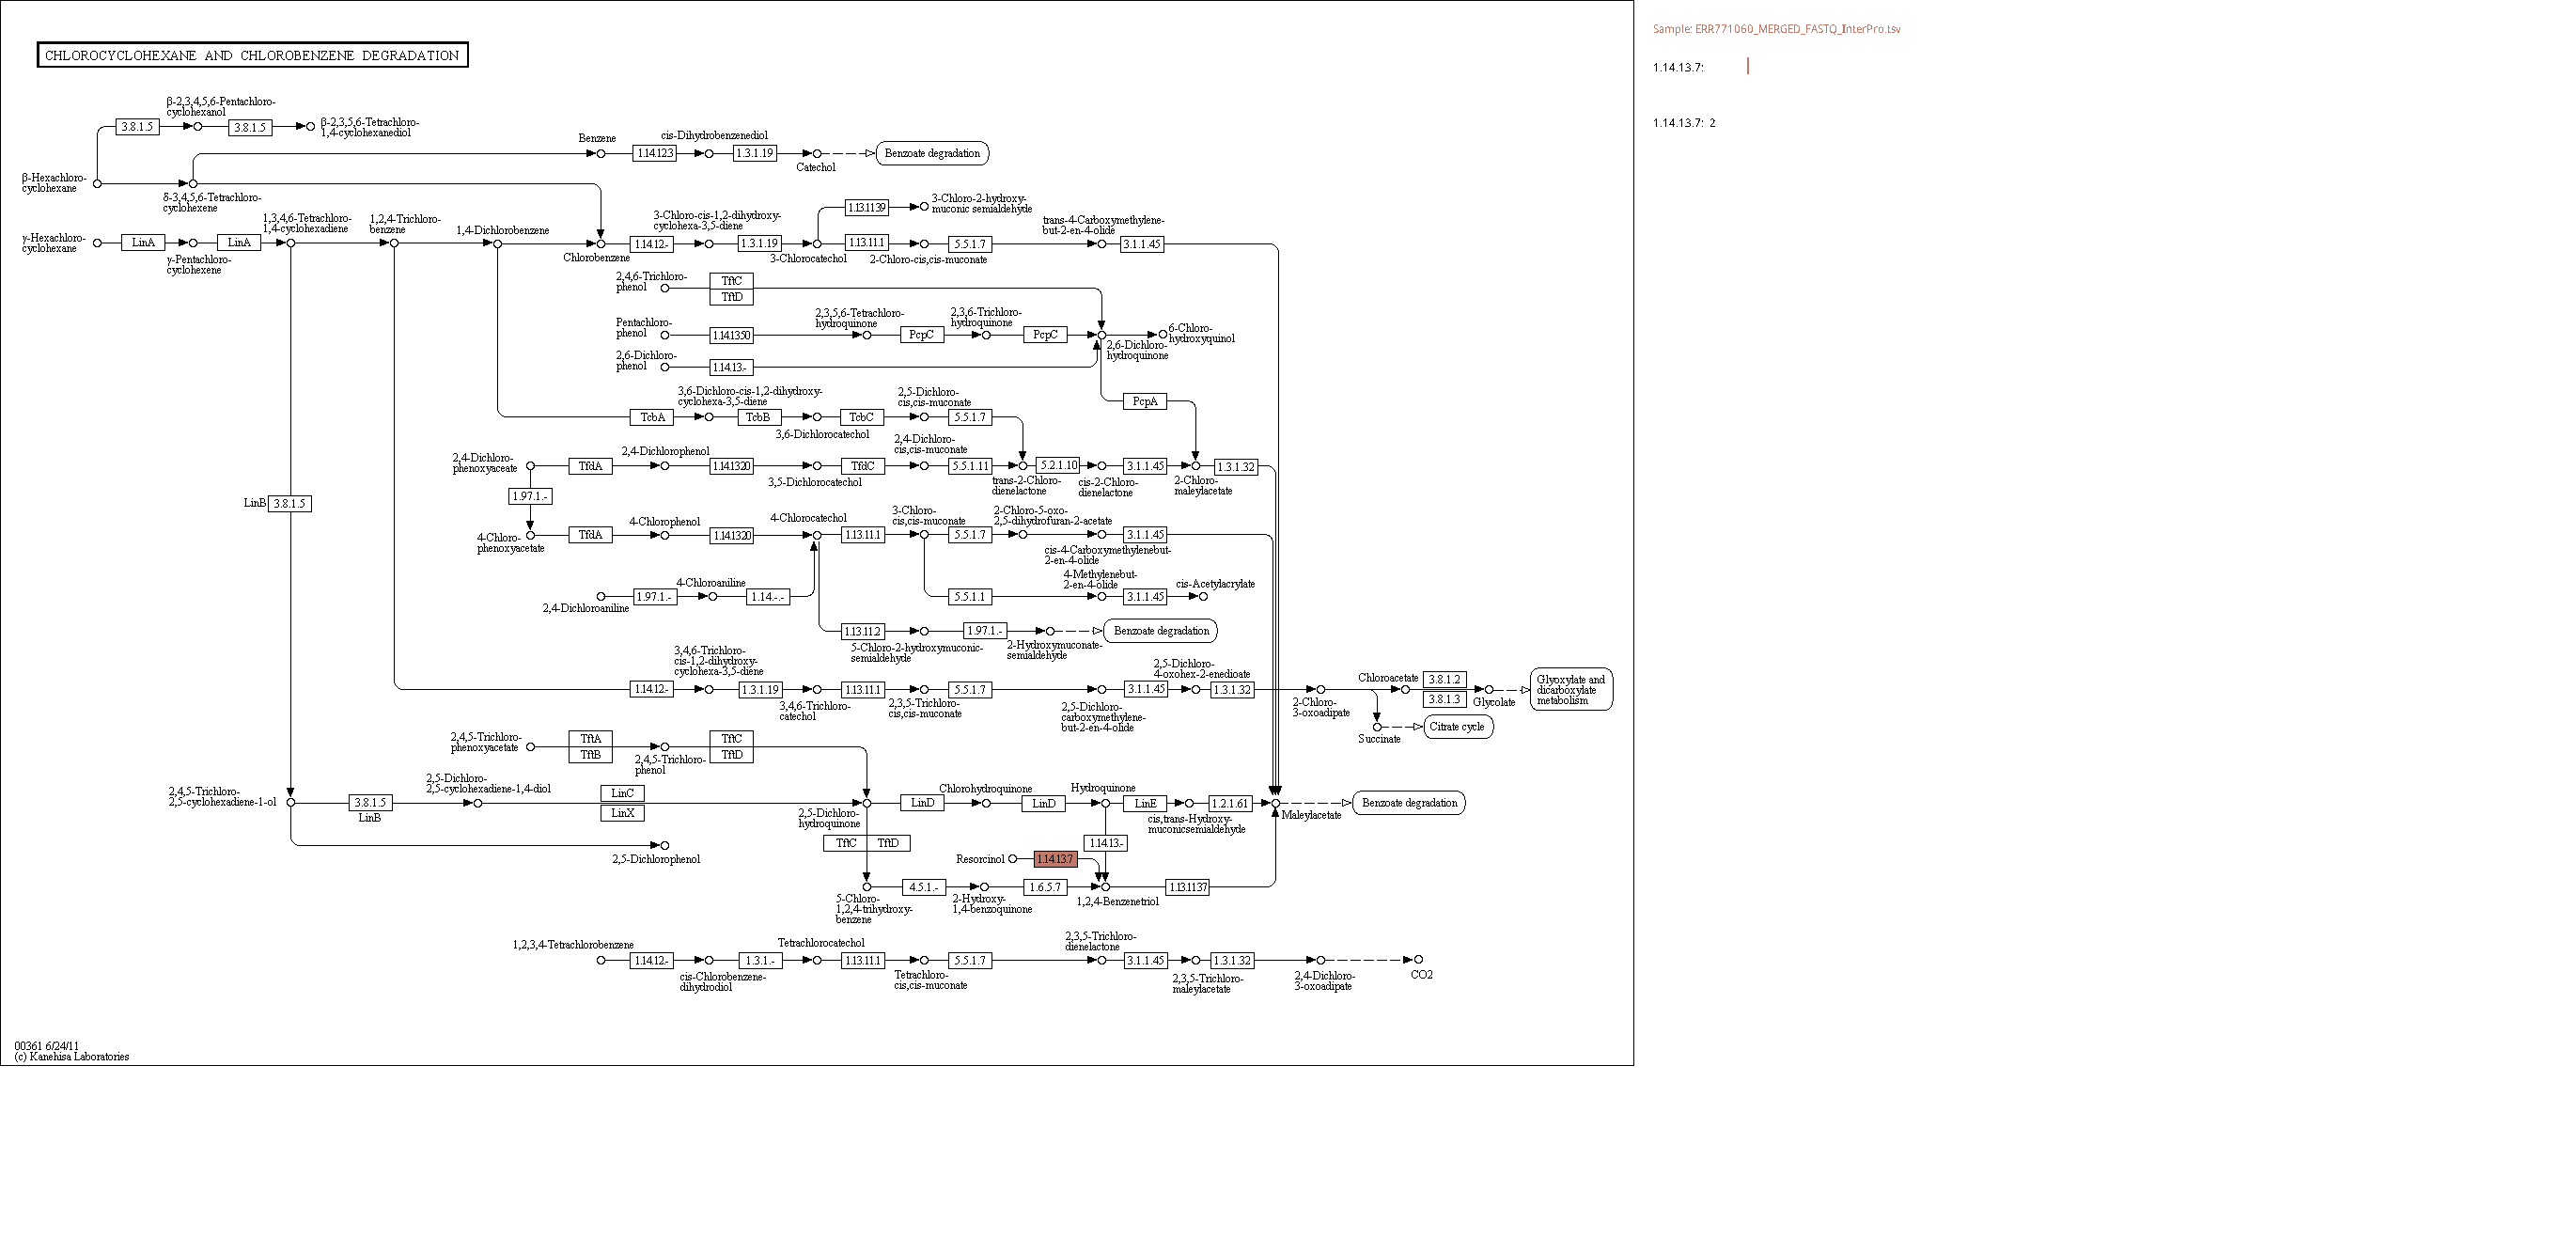 CHLOROCYCLOHEXANE AND CHLOROBENZENE DEGRADATION
Sample: ERR771060_MERGED_FASTQ_InterPro.tsv
1.14.13.7:
1.14.13.7: 2
β-2,3,4,5,6-Pentachloro-
cyclohexanol
3.8.1.5
3.8.1.5
β-2,3,5,6-Tetrachloro-
1,4-cyclohexanediol
Benzene
cis-Dihydrobenzenediol
1.14.12.3
1.3.1.19
Catechol
Benzoate degradation
β-Hexachloro-
cyclohexane
δ-3,4,5,6-Tetrachloro-
cyclohexene
γ-Hexachloro-
cyclohexane
LinA
LinA
γ-Pentachloro-
cyclohexene
1,3,4,6-Tetrachloro-
1,4-cyclohexadiene
1,2,4-Trichloro-
benzene
1,4-Dichlorobenzene
Chlorobenzene
1.14.12.-
3-Chloro-cis-1,2-dihydroxy-
cyclohexa-3,5-diene
1.3.1.19
3-Chlorocatechol
1.13.1139
3-Chloro-2-hydroxy-
muconic semialdehyde
1.13.11.1
2-Chloro-cis,cis-muconate
5.5.1.7
trans-4-Carboxymethylene-
but-2-en-4-olide
3.1.1.45
2,4,6-Trichloro-
phenol
TftC
TftD
Pentachloro-
phenol
1.14.1350
2,3,5,6-Tetrachloro-
hydroquinone
PcpC
2,3,6-Trichloro-
hydroquinone
PcpC
6-Chloro-
hydroxyquinol
2,6-Dichloro-
hydroquinone
2,6-Dichloro-
phenol
1.14.13.-
PcpA
TcbA
3,6-Dichloro-cis-1,2-dihydroxy-
cyclohexa-3,5-diene
TcbB
3,6-Dichlorocatechol
TcbC
2,5-Dichloro-
cis,cis-muconate
5.5.1.7
2,4-Dichloro-
phenoxyaceate
TfdA
2,4-Dichlorophenol
1.14.1320
3,5-Dichlorocatechol
TfdC
2,4-Dichloro-
cis,cis-muconate
5.5.1.11
trans-2-Chloro-
dienelactone
5.2.1.10
cis-2-Chloro-
dienelactone
3.1.1.45
2-Chloro-
maleylacetate
1.3.1.32
1.97.1.-
LinB
3.8.1.5
4-Chloro-
phenoxyacetate
TfdA
4-Chlorophenol
1.14.1320
4-Chlorocatechol
1.13.11.1
3-Chloro-
cis,cis-muconate
5.5.1.7
2-Chloro-5-oxo-
2,5-dihydrofuran-2-acetate
3.1.1.45
cis-4-Carboxymethylenebut-
2-en-4-olide
2,4-Dichloroaniline
1.97.1.-
4-Chloroaniline
1.14.-.-
5.5.1.1
4-Methylenebut-
2-en-4-olide
3.1.1.45
cis-Acetylacrylate
1.13.11.2
5-Chloro-2-hydroxymuconic-
semialdehyde
1.97.1.-
2-Hydroxymuconate-
semialdehyde
Benzoate degradation
1.14.12.-
3,4,6-Trichloro-
cis-1,2-dihydroxy-
cyclohexa-3,5-diene
1.3.1.19
3,4,6-Trichloro-
catechol
1.13.11.1
2,3,5-Trichloro-
cis,cis-muconate
5.5.1.7
2,5-Dichloro-
carboxymethylene-
but-2-en-4-olide
3.1.1.45
2,5-Dichloro-
4-oxohex-2-enedioate
1.3.1.32
2-Chloro-
3-oxoadipate
Chloroacetate
3.8.1.2
3.8.1.3
Glycolate
Glyoxylate and
dicarboxylate
metabolism
Succinate
Citrate cycle
2,4,5-Trichloro-
phenoxyacetate
TftA
TftB
2,4,5-Trichloro-
phenol
TftC
TftD
2,4,5-Trichloro-
2,5-cyclohexadiene-1-ol
3.8.1.5
LinB
2,5-Dichloro-
2,5-cyclohexadiene-1,4-diol
LinC
LinX
2,5-Dichloro-
hydroquinone
LinD
Chlorohydroquinone
LinD
Hydroquinone
LinE
cis,trans-Hydroxy-
muconicsemialdehyde
1.2.1.61
Maleylacetate
Benzoate degradation
2,5-Dichlorophenol
TftC TftD
1.14.13.-
Resorcinol
1.14.13.7
5-Chloro-
1,2,4-trihydroxy-
benzene
4.5.1.-
2-Hydroxy-
1,4-benzoquinone
1.6.5.7
1,2,4-Benzenetriol
1.13.1137
1,2,3,4-Tetrachlorobenzene
1.14.12.-
cis-Chlorobenzene-
dihydrodiol
1.3.1.-
Tetrachlorocatechol
1.13.11.1
Tetrachloro-
cis,cis-muconate
5.5.1.7
2,3,5-Trichloro-
dienelactone
3.1.1.45
2,3,5-Trichloro-
maleylacetate
1.3.1.32
2,4-Dichloro-
3-oxoadipate
CO2
00361 6/24/11
(c) Kanehisa Laboratories